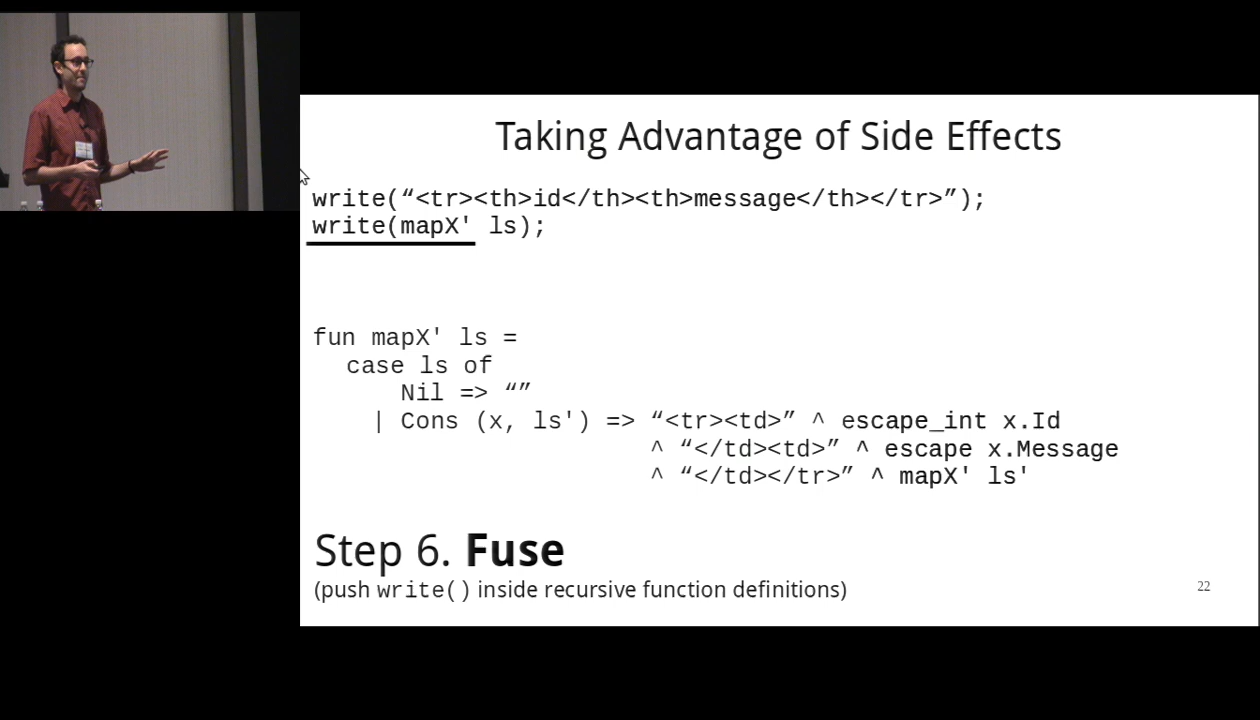 Taking Advantage of Side Effects
write(“<tr><th>id</th><th>message</th></tr>”);
write(mapX' ls);
fun mapX' ls =
case ls of
Nil => “”
| Cons (x, ls') => “<tr><td>” ^ escape_int x.Id
^ “</td><td>” ^ escape x.Message
^ “</td></tr>” ^ mapX' ls'
Step 6. Fuse
(push write() inside recursive function definitions)
22